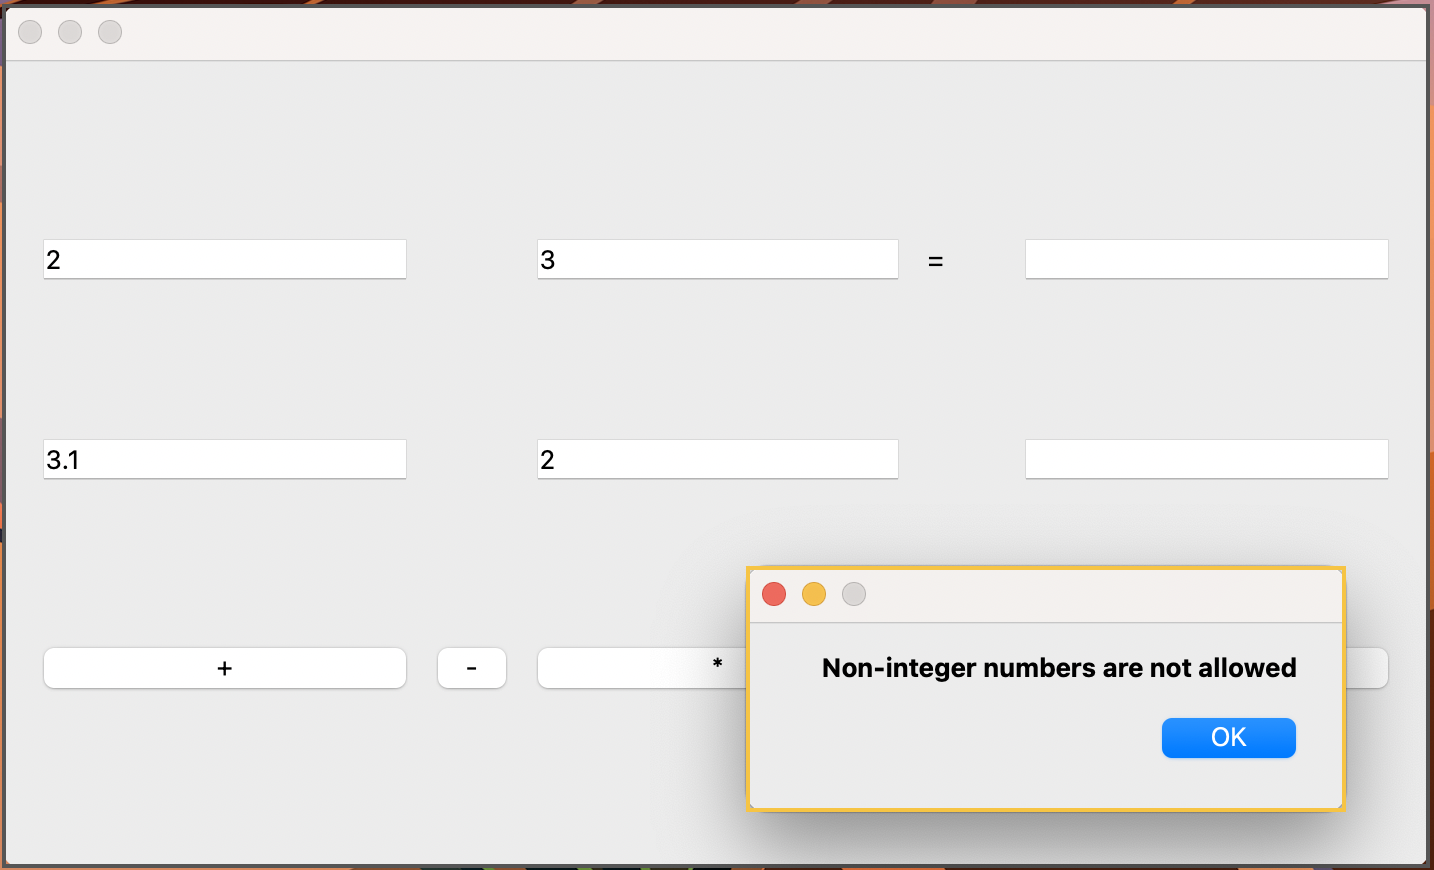 2 3 =
3.1 2
+ - *
Non-integer numbers are not allowed
OK